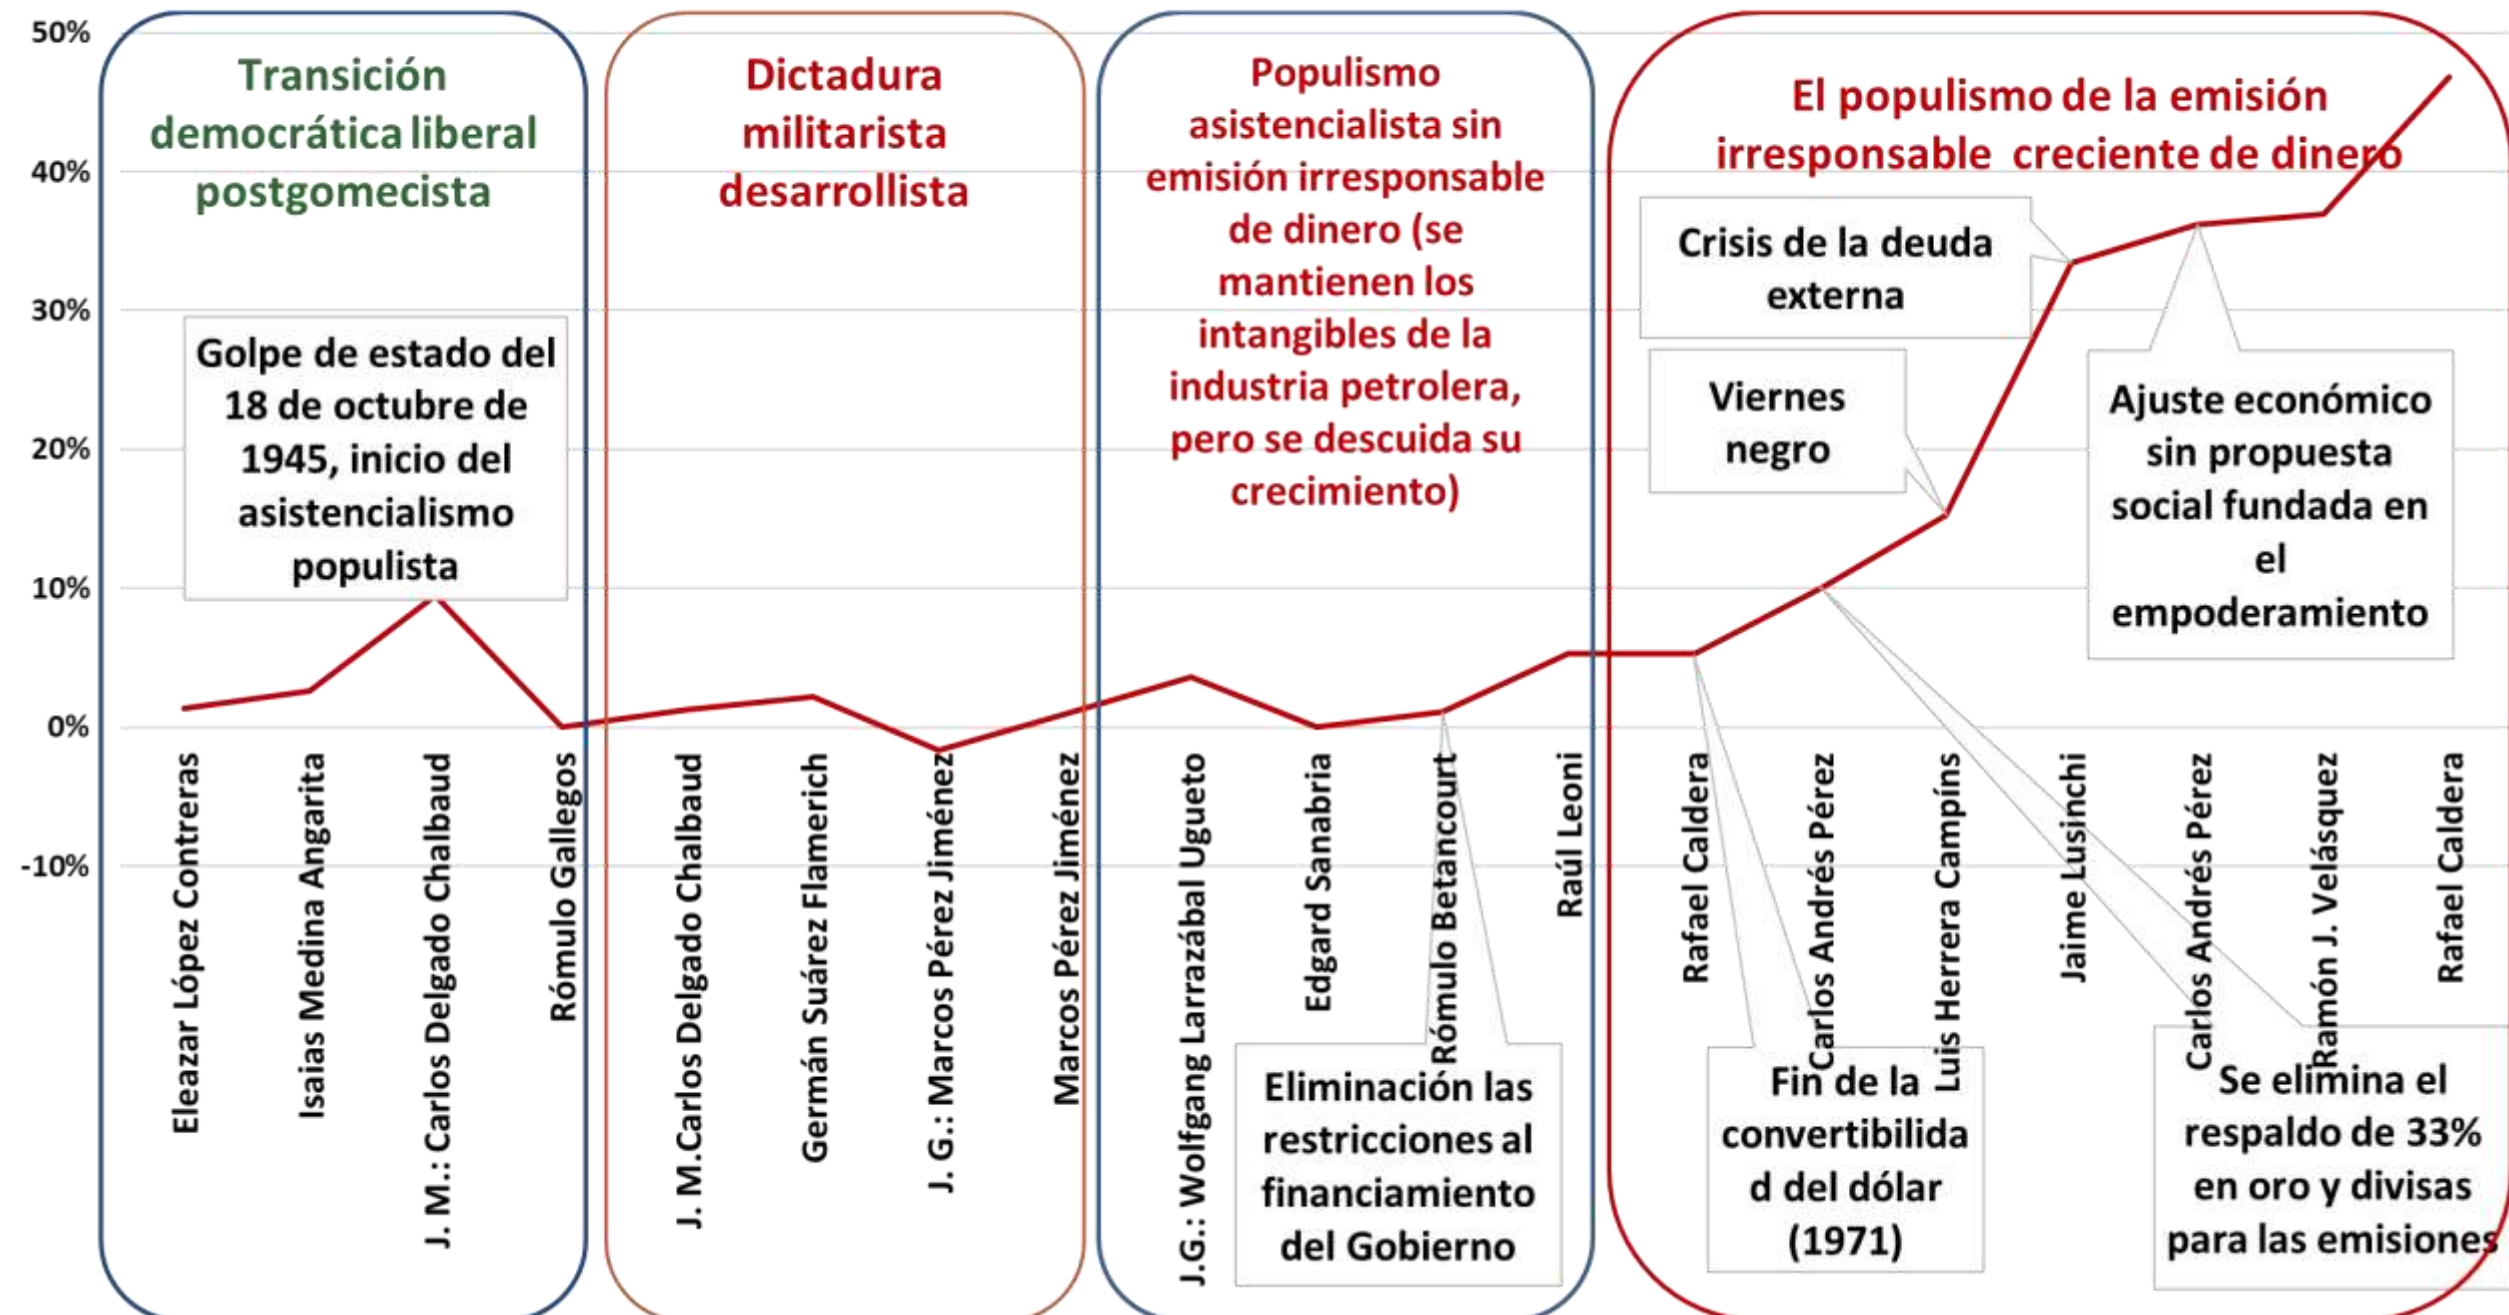 50%
40%
30%
20%
10%
0%
-10%
Transición
democrática liberal
postgomecista
Golpe de estado del
18 de octubre de
1945, inicio del
asistencialismo
populista
Dictadura
militarista
desarrollista
Populismo
asistencialista sin
emisión irresponsable
de dinero (se
mantienen los
intangibles de la
industria petrolera,
pero se descuida su
crecimiento)
El populismo de la emisión
irresponsable creciente de dinero
Crisis de la deuda
externa
Viernes
negro
Ajuste económico
sin propuesta
social fundada en
el
empoderamiento
Eleazar López Contreras
Isaias Medina Angarita
J. M.: Carlos Delgado Chalbaud
Rómulo Gallegos
J. M.Carlos Delgado Chalbaud
Germán Suárez Flamerich
J. G.: Marcos Pérez Jiménez
Marcos Pérez Jiménez
J.G.: Wolfgang Larrazábal Ugueto
Edgard Sanabria
Rómulo Betancourt
Raúl Leoni
Rafael Caldera
Carlos Andrés Pérez
Luis Herrera Campíns
Jaime Lusinchi
Carlos Andrés Pérez
Ramón J. Velásquez
Rafael Caldera
Eliminación las
restricciones al
financiamiento
del Gobierno
Fin de la
convertibilida
d del dólar
(1971)
Se elimina el
respaldo de 33%
en oro y divisas
para las emisiones